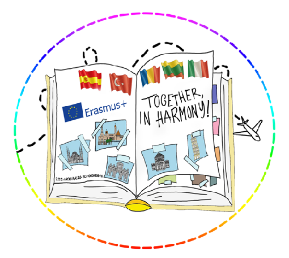 Erasmus+
TOGETHER,
IN HARMONY!